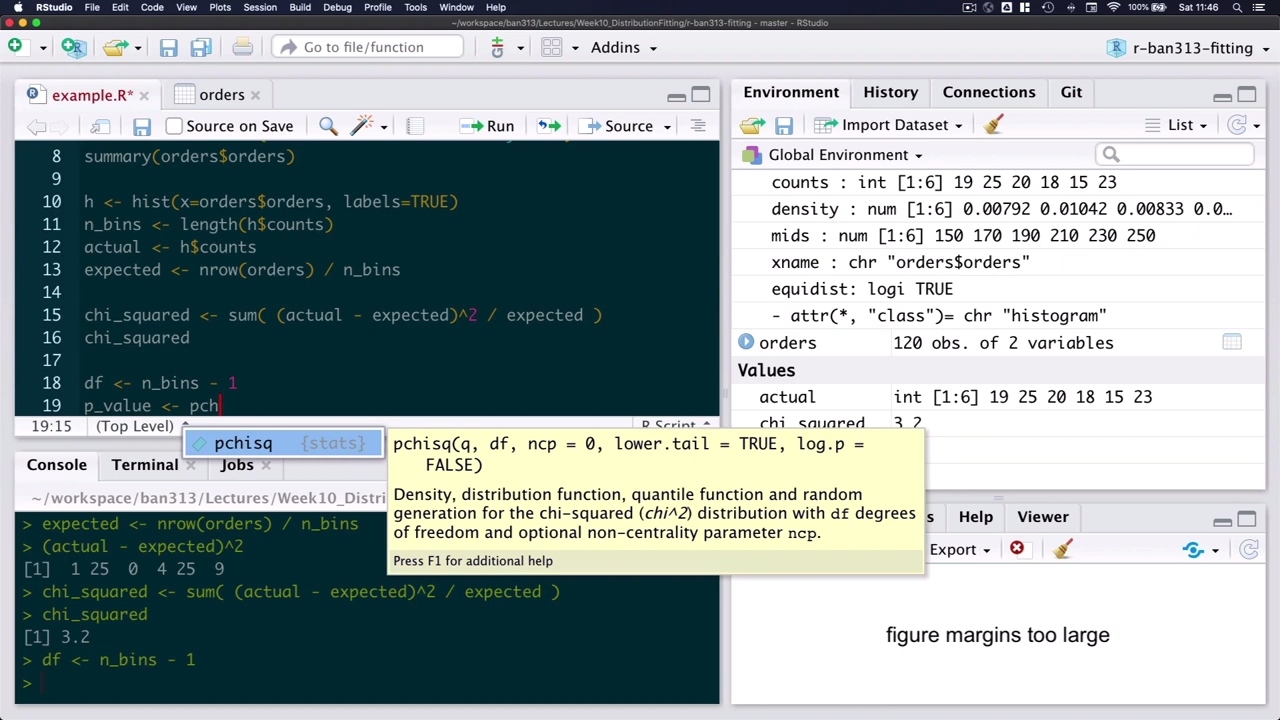 RStudio File Edit Code View Plots Session Build Debug Profile Tools Window Help 100% Sun 11:46
~/workspace/ban313/Lectures/Week10_DistributionFitting/r-ban313-fitting - master - RStudio
Go to file/function Addins r-ban313-fitting
example.R* orders
Source on Save Run Source
8 summary(orders$orders)
9
10 h <- hist(x=orders$orders, labels=TRUE)
11 n_bins <- length(h$counts)
12 actual <- h$counts
13 expected <- nrow(orders) / n_bins
14
15 chi_squared <- sum( (actual - expected)^2 / expected )
16 chi_squared
17
18 df <- n_bins - 1
19 p_value <- pch
19:15 (Top Level) R Script
pchisq {stats}
pchisq(q, df, ncp = 0, lower.tail = TRUE, log.p =
FALSE)
Density, distribution function, quantile function and random
generation for the chi-squared (chi^2) distribution with df degrees
of freedom and optional non-centrality parameter ncp.
Press F1 for additional help
Console Terminal Jobs
~/workspace/ban313/Lectures/Week10_Distri
> expected <- nrow(orders) / n_bins
> (actual - expected)^2
[1] 1 25 0 4 25 9
> chi_squared <- sum( (actual - expected)^2 / expected )
> chi_squared
[1] 3.2
> df <- n_bins - 1
>
Environment History Connections Git
Import Dataset List
Global Environment
counts : int [1:6] 19 25 20 18 15 23
density : num [1:6] 0.00792 0.01042 0.00833 0.0...
mids : num [1:6] 150 170 190 210 230 250
xname : chr "orders$orders"
equidist: logi TRUE
- attr(*, "class")= chr "histogram"
orders 120 obs. of 2 variables
Values
actual int [1:6] 19 25 20 18 15 23
chi_squared 3.2
s Help Viewer
Export
figure margins too large